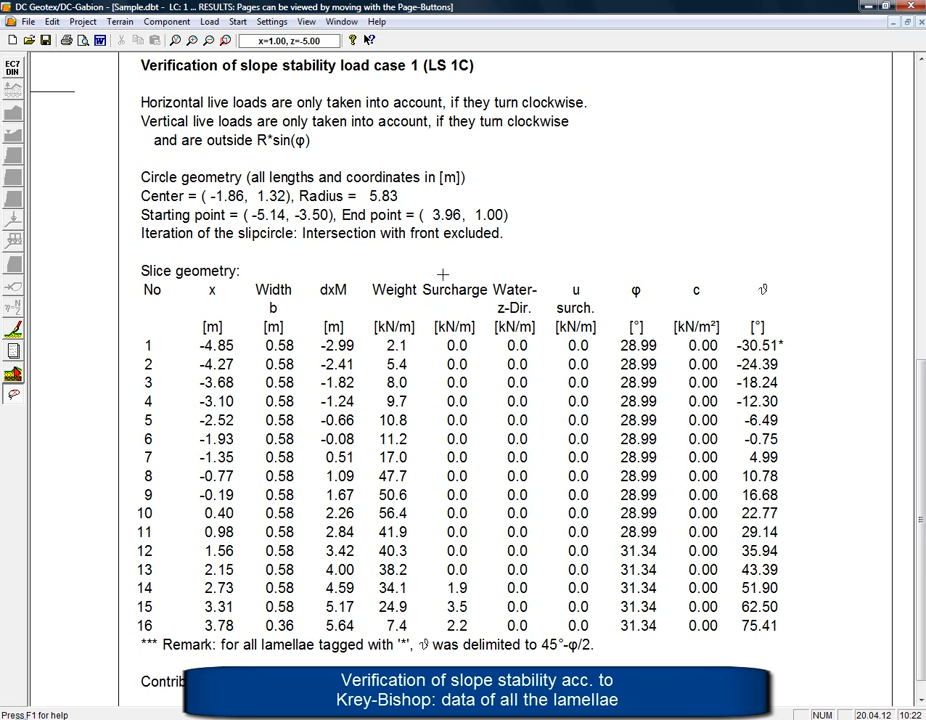 DC Geotex/DC-Gabion - [Sample.dbt - LC: 1 ... RESULTS: Pages can be viewed by moving with the Page-Buttons]
File Edit Project Terrain Component Load Start Settings View Window Help
x=1.00, z=-5.00
EC7
DIN
Verification of slope stability load case 1 (LS 1C)
Horizontal live loads are only taken into account, if they turn clockwise.
Vertical live loads are only taken into account, if they turn clockwise
and are outside R*sin(φ)
Circle geometry (all lengths and coordinates in [m])
Center = ( -1.86, 1.32), Radius = 5.83
Starting point = ( -5.14, -3.50), End point = ( 3.96, 1.00)
Iteration of the slipcircle: Intersection with front excluded.
Slice geometry:
No x Width dxM Weight Surcharge Water- u φ c ϑ
b z-Dir. surch.
[m] [m] [m] [kN/m] [kN/m] [kN/m] [kN/m] [°] [kN/m²] [°]
1 -4.85 0.58 -2.99 2.1 0.0 0.0 0.0 28.99 0.00 -30.51*
2 -4.27 0.58 -2.41 5.4 0.0 0.0 0.0 28.99 0.00 -24.39
3 -3.68 0.58 -1.82 8.0 0.0 0.0 0.0 28.99 0.00 -18.24
4 -3.10 0.58 -1.24 9.7 0.0 0.0 0.0 28.99 0.00 -12.30
5 -2.52 0.58 -0.66 10.8 0.0 0.0 0.0 28.99 0.00 -6.49
6 -1.93 0.58 -0.08 11.2 0.0 0.0 0.0 28.99 0.00 -0.75
7 -1.35 0.58 0.51 17.0 0.0 0.0 0.0 28.99 0.00 4.99
8 -0.77 0.58 1.09 47.7 0.0 0.0 0.0 28.99 0.00 10.78
9 -0.19 0.58 1.67 50.6 0.0 0.0 0.0 28.99 0.00 16.68
10 0.40 0.58 2.26 56.4 0.0 0.0 0.0 28.99 0.00 22.77
11 0.98 0.58 2.84 41.9 0.0 0.0 0.0 28.99 0.00 29.14
12 1.56 0.58 3.42 40.3 0.0 0.0 0.0 31.34 0.00 35.94
13 2.15 0.58 4.00 38.2 0.0 0.0 0.0 31.34 0.00 43.39
14 2.73 0.58 4.59 34.1 1.9 0.0 0.0 31.34 0.00 51.90
15 3.31 0.58 5.17 24.9 3.5 0.0 0.0 31.34 0.00 62.50
16 3.78 0.36 5.64 7.4 2.2 0.0 0.0 31.34 0.00 75.41
*** Remark: for all lamellae tagged with '*', ϑ was delimited to 45°-φ/2.
Contrib
Verification of slope stability acc. to
Krey-Bishop: data of all the lamellae
Press F1 for help NUM 20.04.12 10:22